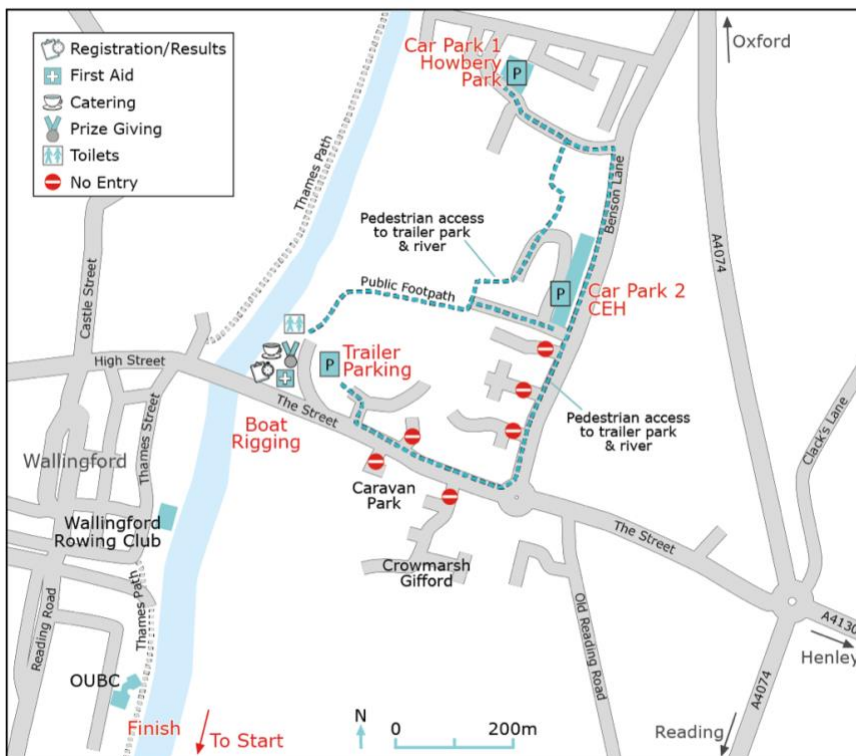 Registration/Results
First Aid
Catering
Prize Giving
Toilets
No Entry
Car Park 1
Howbery
Park
P
Oxford
Thames Path
Benson Lane
A4074
Castle Street
Pedestrian access
to trailer park
& river
Public Footpath
P
Car Park 2
CEH
High Street
P
Trailer
Parking
The Street
Boat
Rigging
Pedestrian access
to trailer park
& river
Clack's Lane
Thames Street
Wallingford
Caravan
Park
Wallingford
Rowing Club
The Street
Crowmarsh
Gifford
Thames Path
Reading Road
Old Reading Road
A4130
Henley
OUBC
A4074
Finish
To Start
N
0
200m
Reading